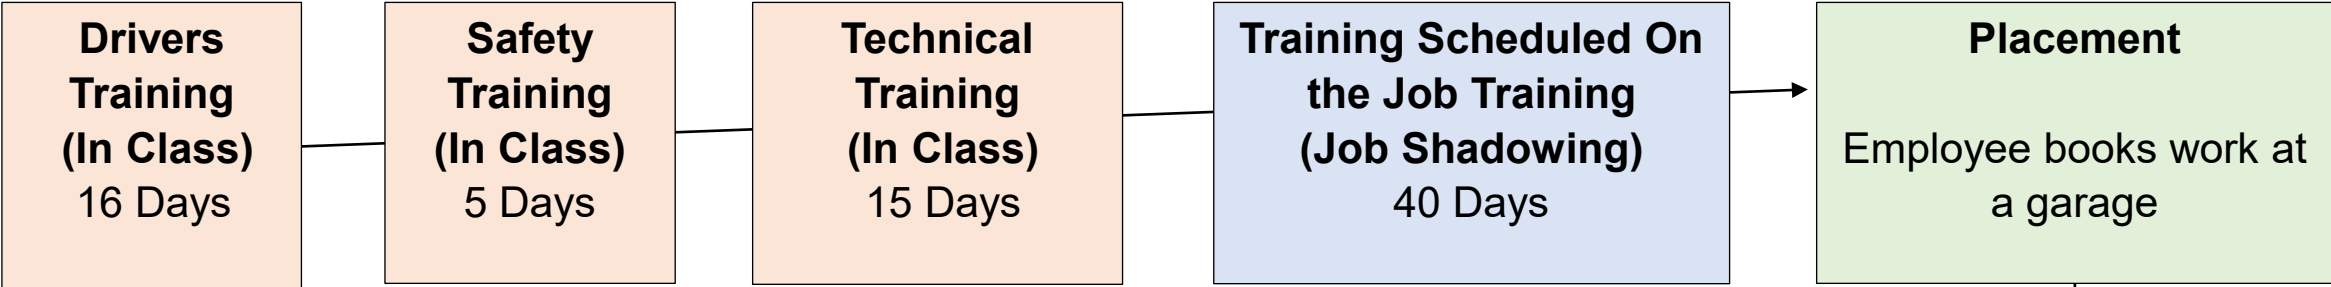 Drivers
Training
(In Class)
16 Days
Safety
Training
(In Class)
5 Days
Technical
Training
(In Class)
15 Days
Training Scheduled On
the Job Training
(Job Shadowing)
40 Days
Placement
Employee books work at
a garage